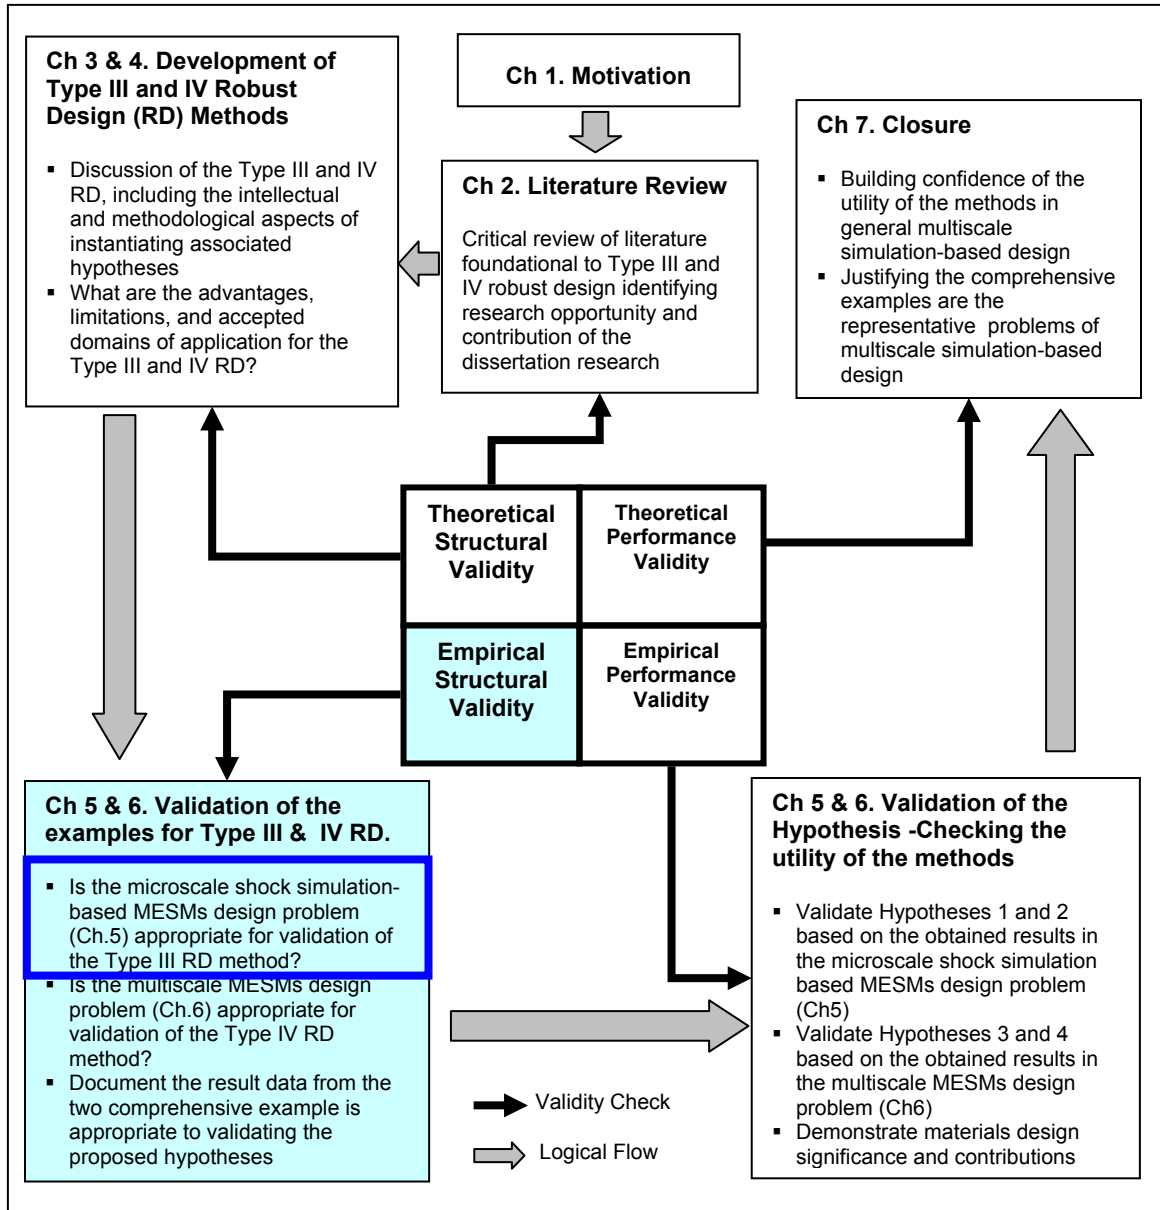 Ch 3 & 4. Development of
Type III and IV Robust
Design (RD) Methods
▪ Discussion of the Type III and IV
RD, including the intellectual
and methodological aspects of
instantiating associated
hypotheses
▪ What are the advantages,
limitations, and accepted
domains of application for the
Type III and IV RD?
Ch 1. Motivation
Ch 2. Literature Review
Critical review of literature
foundational to Type III and
IV robust design identifying
research opportunity and
contribution of the
dissertation research
Ch 7. Closure
▪ Building confidence of the
utility of the methods in
general multiscale
simulation-based design
▪ Justifying the comprehensive
examples are the
representative problems of
multiscale simulation-based
design
Theoretical
Structural
Validity
Theoretical
Performance
Validity
Empirical
Structural
Validity
Empirical
Performance
Validity
Ch 5 & 6. Validation of the
examples for Type III & IV RD.
▪ Is the microscale shock simulation-
based MESMs design problem
(Ch.5) appropriate for validation of
the Type III RD method?
▪ Is the multiscale MESMs design
problem (Ch.6) appropriate for
validation of the Type IV RD
method?
▪ Document the result data from the
two comprehensive example is
appropriate to validating the
proposed hypotheses
Validity Check
Logical Flow
Ch 5 & 6. Validation of the
Hypothesis -Checking the
utility of the methods
▪ Validate Hypotheses 1 and 2
based on the obtained results in
the microscale shock simulation
based MESMs design problem
(Ch5)
▪ Validate Hypotheses 3 and 4
based on the obtained results in
the multiscale MESMs design
problem (Ch6)
▪ Demonstrate materials design
significance and contributions